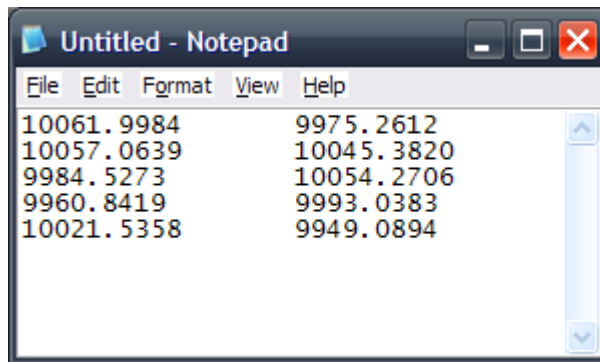 Untitled - Notepad
File Edit Format View Help
10061.9984 9975.2612
10057.0639 10045.3820
9984.5273 10054.2706
9960.8419 9993.0383
10021.5358 9949.0894